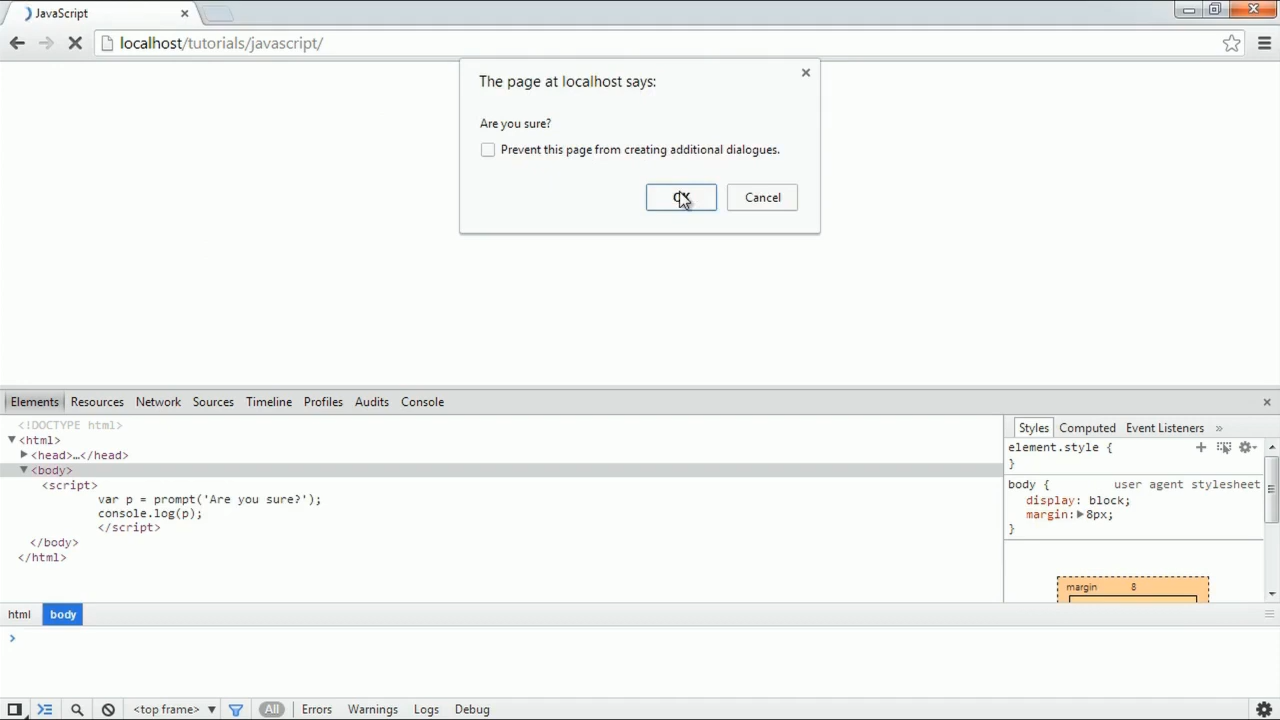 JavaScript
localhost/tutorials/javascript/
The page at localhost says:
Are you sure?
Prevent this page from creating additional dialogues.
OK Cancel
Elements Resources Network Sources Timeline Profiles Audits Console
<!DOCTYPE html>
<html>
<head>…</head>
<body>
<script>
var p = prompt('Are you sure?');
console.log(p);
</script>
</body>
</html>
Styles Computed Event Listeners »
element.style {
}
body { user agent stylesheet
display: block;
margin: 8px;
}
margin 8
html body
<top frame> All Errors Warnings Logs Debug